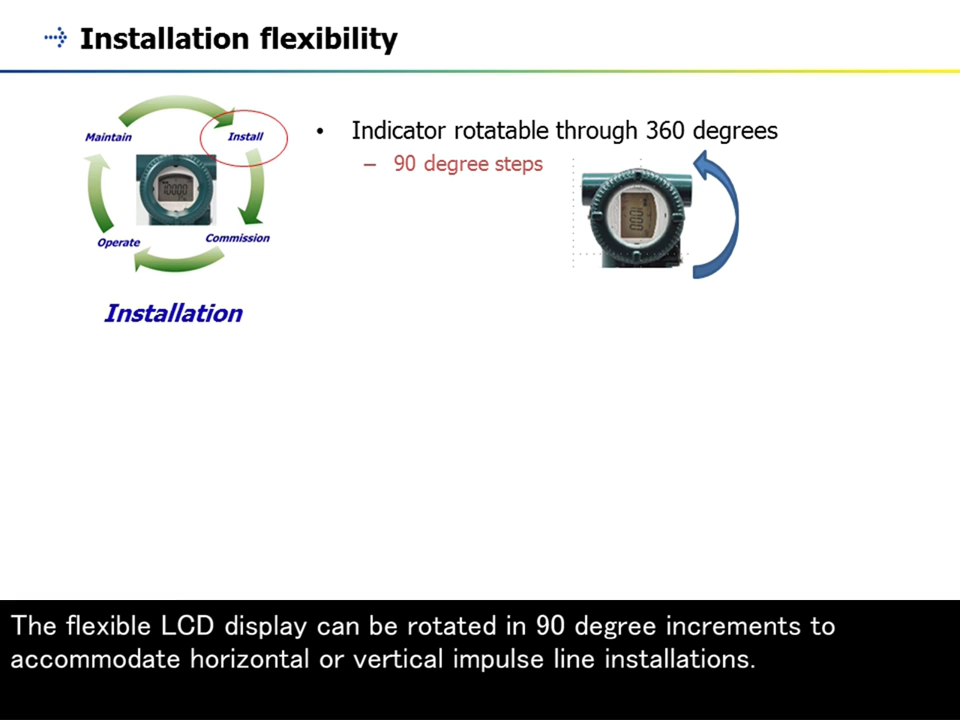 Installation flexibility
Maintain
Install
Operate
Commission
Installation
• Indicator rotatable through 360 degrees
– 90 degree steps
The flexible LCD display can be rotated in 90 degree increments to
accommodate horizontal or vertical impulse line installations.